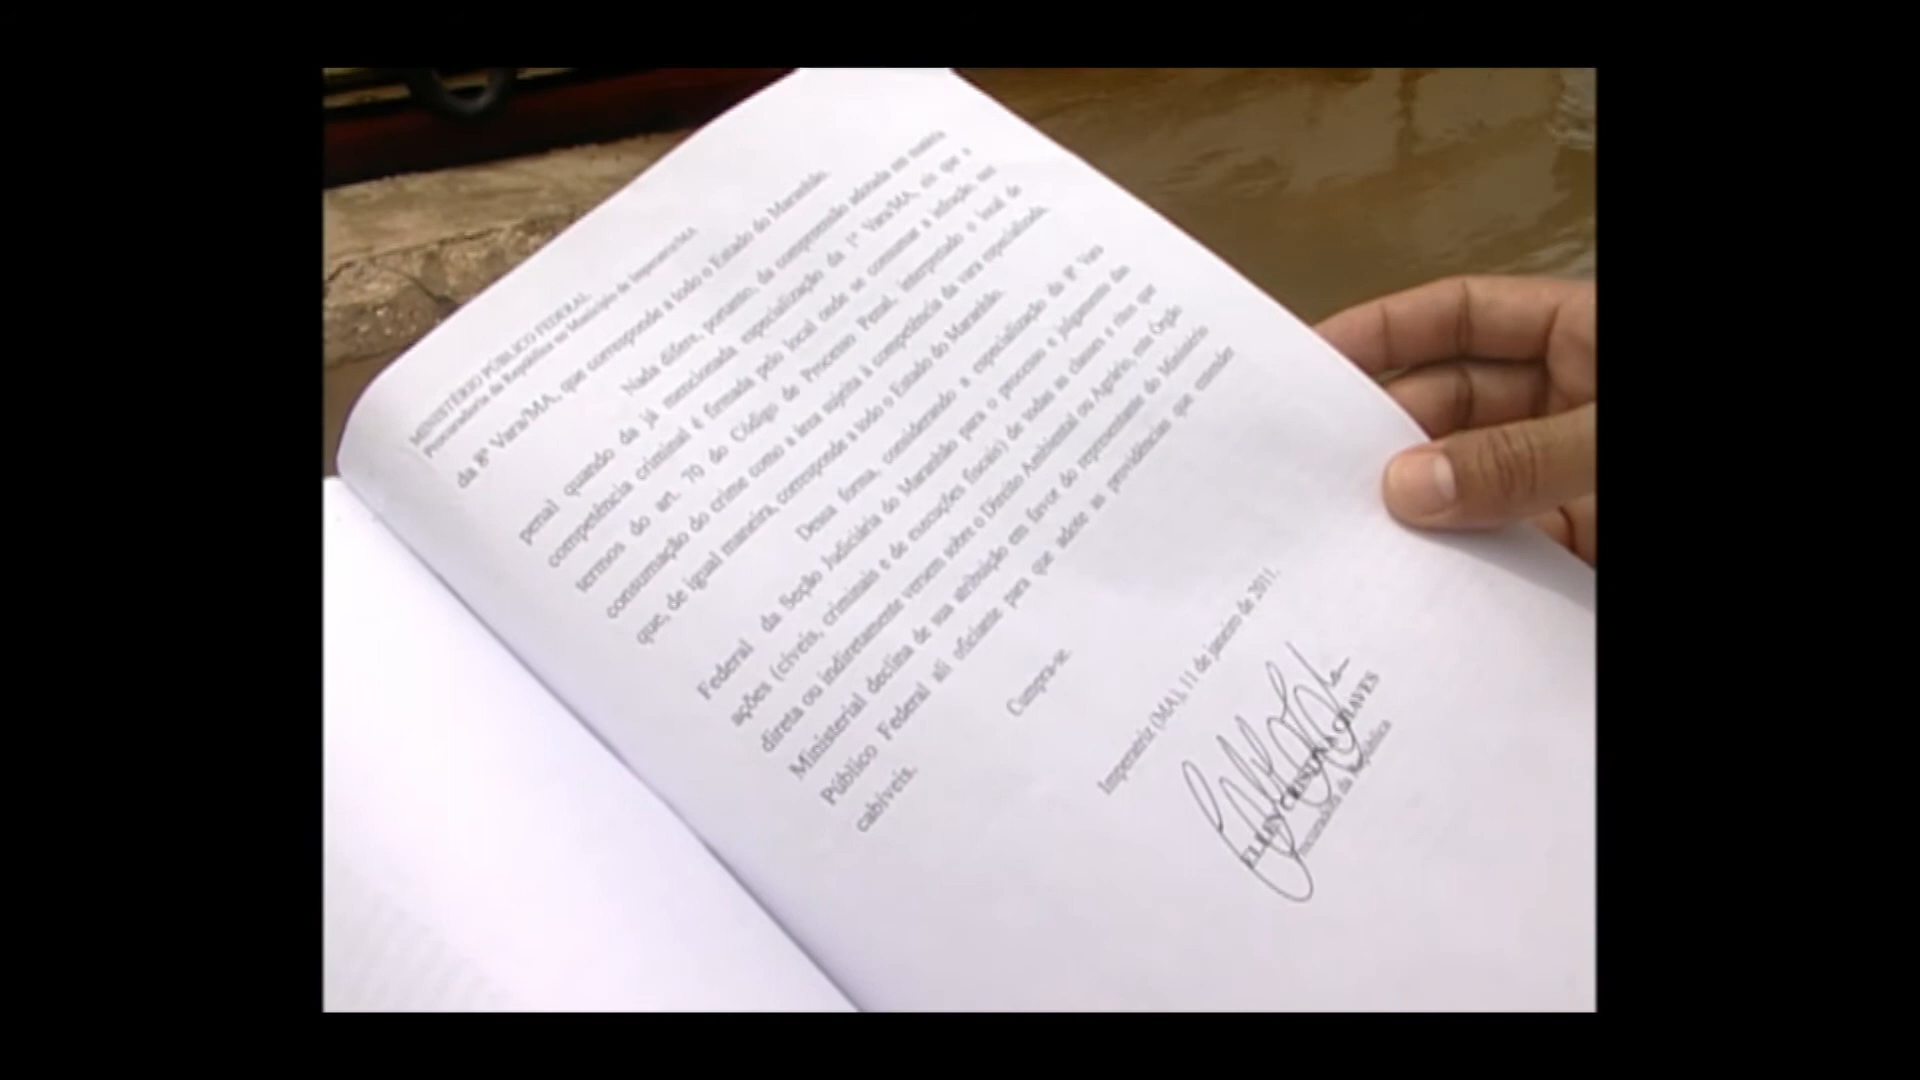 MINISTÉRIO PÚBLICO FEDERAL
Procuradoria da República no Município de Imperatriz/MA
da 8ª Vara/MA, que corresponde a todo o Estado do Maranhão.
Nada difere, portanto, da compreensão adotada em matéria
penal quando da já mencionada especialização da 1ª Vara/MA, eis que a
competência criminal é firmada pelo local onde se consumar a infração, nos
termos do art. 70 do Código de Processo Penal, interpretado o local de
consumação do crime como a área sujeita à competência da vara especializada,
que, de igual maneira, corresponde a todo o Estado do Maranhão.
Dessa forma, considerando a especialização da 8ª Vara
Federal da Seção Judiciária do Maranhão para o processo e julgamento das
ações (cíveis, criminais e de execuções fiscais) de todas as classes e ritos que
direta ou indiretamente versem sobre o Direito Ambiental ou Agrário, este Órgão
Ministerial declina de sua atribuição em favor do representante do Ministério
Público Federal ali oficiante para que adote as providências que entender
cabíveis.
Cumpra-se.
Imperatriz (MA), 11 de janeiro de 2011.
CRISTINA CHAVES
Procuradora da República